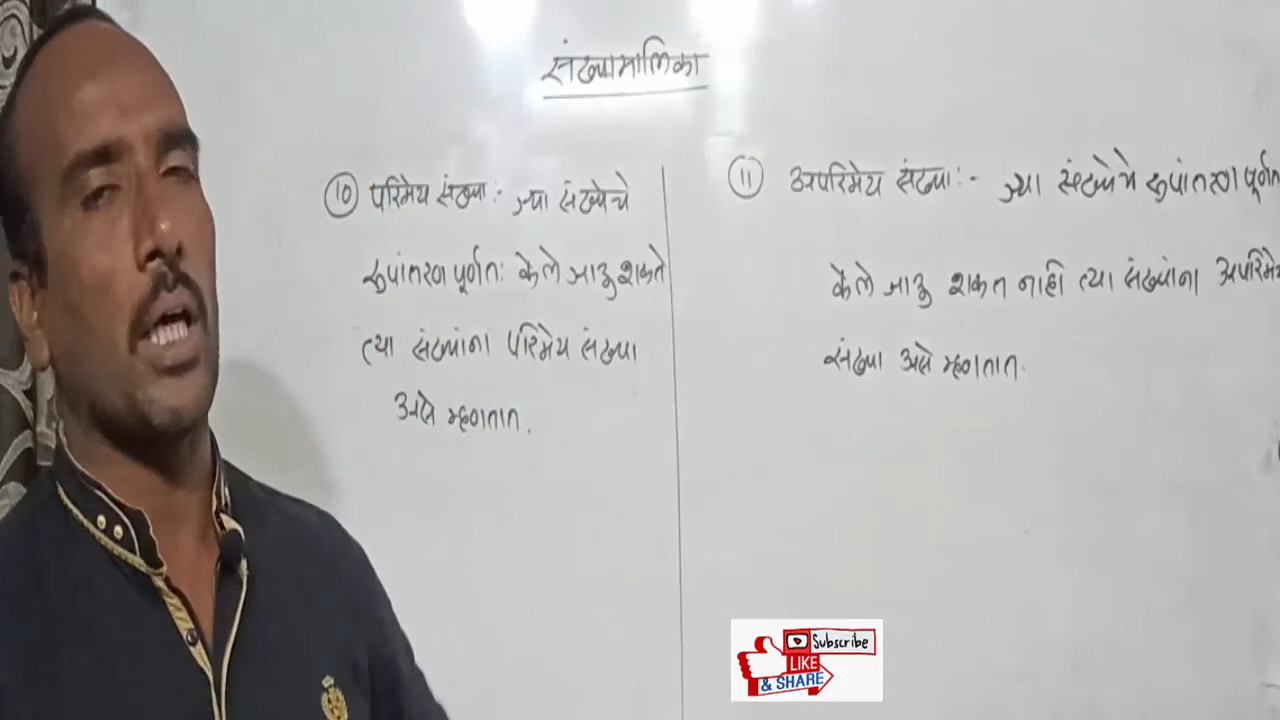 संख्यामालिका
10 परिमेय संख्या :- ज्या संख्येचे
रुपांतरण पूर्णतः केले जाऊ शकते
त्या संख्यांना परिमेय संख्या
असे म्हणतात.
11 अपरिमेय संख्या :- ज्या संख्येचे रुपांतरण पूर्णत
केले जाऊ शकत नाही त्या संख्यांना अपरिमे
संख्या असे म्हणतात.
Subscribe
LIKE
& SHARE